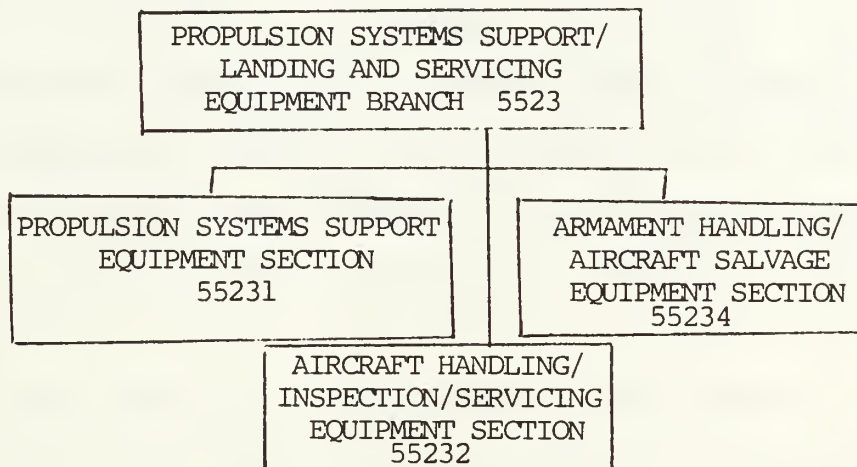 PROPULSION SYSTEMS SUPPORT/
LANDING AND SERVICING
EQUIPMENT BRANCH 5523
PROPULSION SYSTEMS SUPPORT
EQUIPMENT SECTION
55231
ARMAMENT HANDLING/
AIRCRAFT SALVAGE
EQUIPMENT SECTION
55234
AIRCRAFT HANDLING/
INSPECTION/SERVICING
EQUIPMENT SECTION
55232